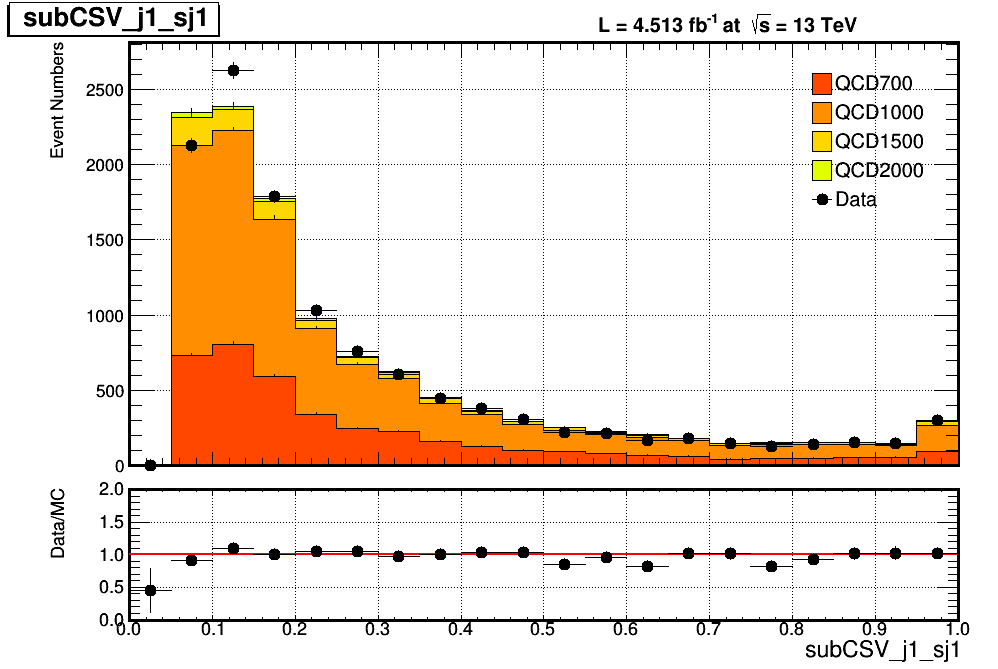 subCSV_j1_sj1
L = 4.513 fb⁻¹ at √s = 13 TeV
Event Numbers
2500
2000
1500
1000
500
0
QCD700
QCD1000
QCD1500
QCD2000
Data
Data/MC
2.0
1.5
1.0
0.5
0.0
0.0 0.1 0.2 0.3 0.4 0.5 0.6 0.7 0.8 0.9 1.0
subCSV_j1_sj1